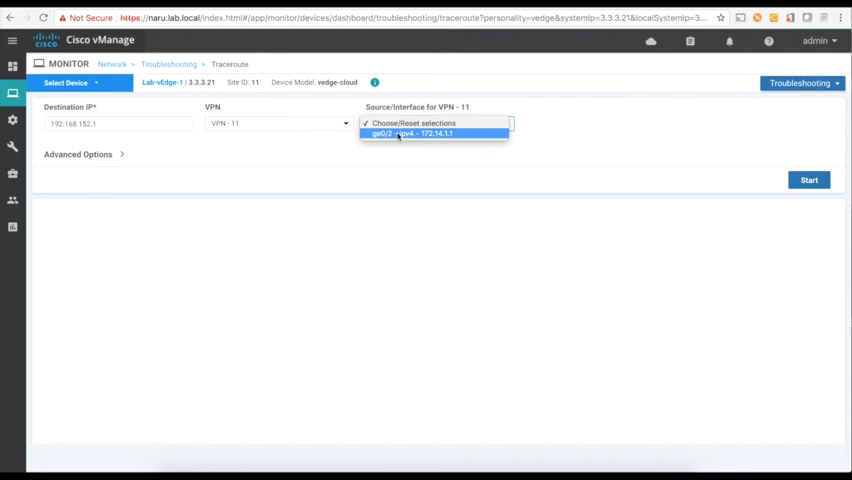 Not Secure https://naru.lab.local/index.html#/app/monitor/devices/dashboard/troubleshooting/traceroute?personality=vedge&systemIp=3.3.3.21&localSystemIp=3....
CISCO Cisco vManage admin
MONITOR Network › Troubleshooting › Traceroute
Select Device Lab-vEdge-1 | 3.3.3.21 Site ID: 11 Device Model: vedge-cloud Troubleshooting
Destination IP* VPN Source/Interface for VPN - 11
192.168.152.1 VPN - 11 ✓ Choose/Reset selections
ge0/2 - ipv4 - 172.14.1.1
Advanced Options
Start